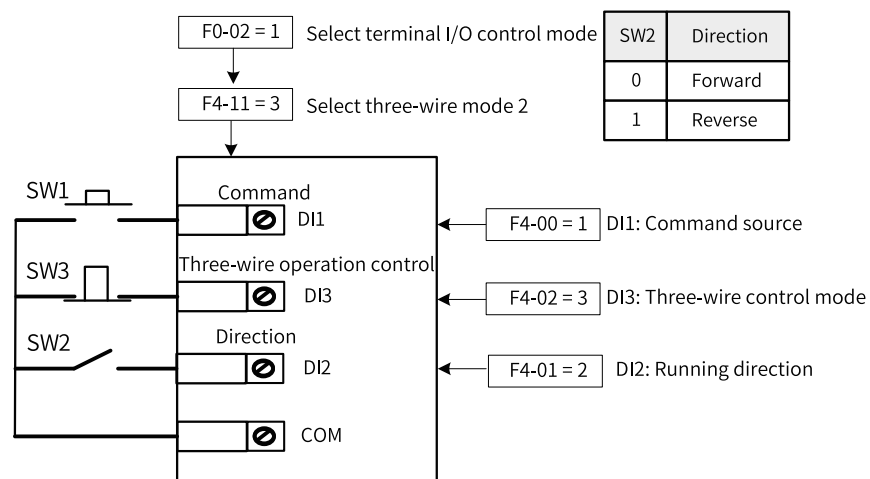 F0-02 = 1 Select terminal I/O control mode
F4-11 = 3 Select three-wire mode 2
SW2 Direction
0 Forward
1 Reverse
SW1
Command
DI1
F4-00 = 1 DI1: Command source
Three-wire operation control
SW3
DI3
F4-02 = 3 DI3: Three-wire control mode
SW2
Direction
DI2
F4-01 = 2 DI2: Running direction
COM